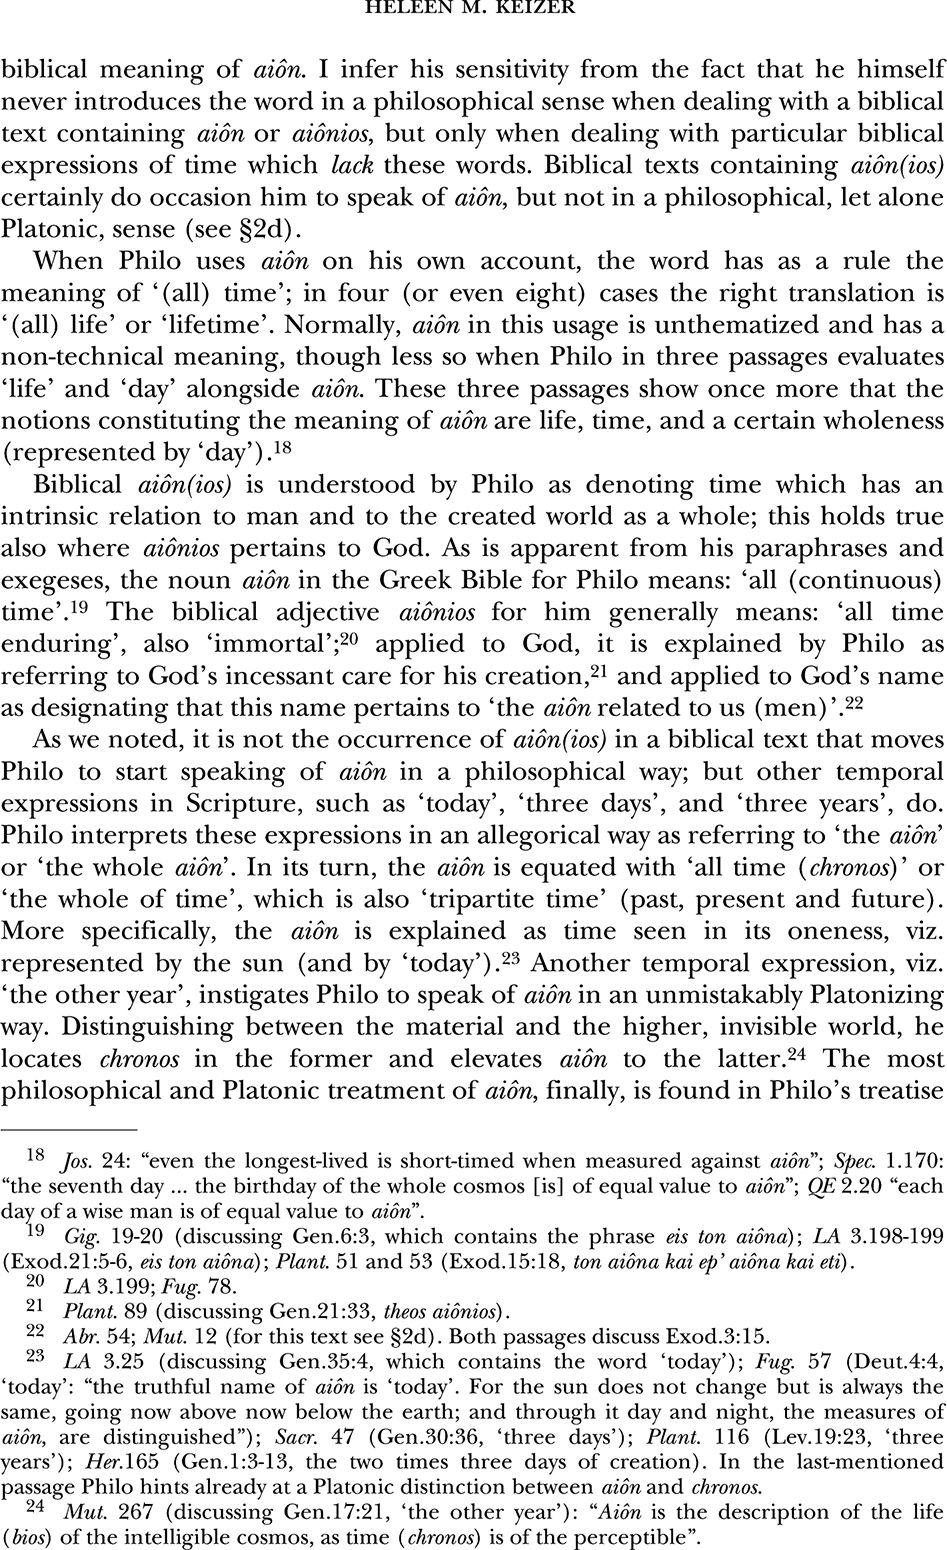 HELEEN M. KEIZER
biblical meaning of aiôn. I infer his sensitivity from the fact that he himself
never introduces the word in a philosophical sense when dealing with a biblical
text containing aiôn or aiônios, but only when dealing with particular biblical
expressions of time which lack these words. Biblical texts containing aiôn(ios)
certainly do occasion him to speak of aiôn, but not in a philosophical, let alone
Platonic, sense (see §2d).
When Philo uses aiôn on his own account, the word has as a rule the
meaning of ‘(all) time’; in four (or even eight) cases the right translation is
‘(all) life’ or ‘lifetime’. Normally, aiôn in this usage is unthematized and has a
non-technical meaning, though less so when Philo in three passages evaluates
‘life’ and ‘day’ alongside aiôn. These three passages show once more that the
notions constituting the meaning of aiôn are life, time, and a certain wholeness
(represented by ‘day’).18
Biblical aiôn(ios) is understood by Philo as denoting time which has an
intrinsic relation to man and to the created world as a whole; this holds true
also where aiônios pertains to God. As is apparent from his paraphrases and
exegeses, the noun aiôn in the Greek Bible for Philo means: ‘all (continuous)
time’.19 The biblical adjective aiônios for him generally means: ‘all time
enduring’, also ‘immortal’;20 applied to God, it is explained by Philo as
referring to God’s incessant care for his creation,21 and applied to God’s name
as designating that this name pertains to ‘the aiôn related to us (men)’.22
As we noted, it is not the occurrence of aiôn(ios) in a biblical text that moves
Philo to start speaking of aiôn in a philosophical way; but other temporal
expressions in Scripture, such as ‘today’, ‘three days’, and ‘three years’, do.
Philo interprets these expressions in an allegorical way as referring to ‘the aiôn’
or ‘the whole aiôn’. In its turn, the aiôn is equated with ‘all time (chronos)’ or
‘the whole of time’, which is also ‘tripartite time’ (past, present and future).
More specifically, the aiôn is explained as time seen in its oneness, viz.
represented by the sun (and by ‘today’).23 Another temporal expression, viz.
‘the other year’, instigates Philo to speak of aiôn in an unmistakably Platonizing
way. Distinguishing between the material and the higher, invisible world, he
locates chronos in the former and elevates aiôn to the latter.24 The most
philosophical and Platonic treatment of aiôn, finally, is found in Philo’s treatise
18 Jos. 24: “even the longest-lived is short-timed when measured against aiôn”; Spec. 1.170:
“the seventh day ... the birthday of the whole cosmos [is] of equal value to aiôn”; QE 2.20 “each
day of a wise man is of equal value to aiôn”.
19 Gig. 19-20 (discussing Gen.6:3, which contains the phrase eis ton aiôna); LA 3.198-199
(Exod.21:5-6, eis ton aiôna); Plant. 51 and 53 (Exod.15:18, ton aiôna kai ep’ aiôna kai eti).
20 LA 3.199; Fug. 78.
21 Plant. 89 (discussing Gen.21:33, theos aiônios).
22 Abr. 54; Mut. 12 (for this text see §2d). Both passages discuss Exod.3:15.
23 LA 3.25 (discussing Gen.35:4, which contains the word ‘today’); Fug. 57 (Deut.4:4,
‘today’: “the truthful name of aiôn is ‘today’. For the sun does not change but is always the
same, going now above now below the earth; and through it day and night, the measures of
aiôn, are distinguished”); Sacr. 47 (Gen.30:36, ‘three days’); Plant. 116 (Lev.19:23, ‘three
years’); Her.165 (Gen.1:3-13, the two times three days of creation). In the last-mentioned
passage Philo hints already at a Platonic distinction between aiôn and chronos.
24 Mut. 267 (discussing Gen.17:21, ‘the other year’): “Aiôn is the description of the life
(bios) of the intelligible cosmos, as time (chronos) is of the perceptible”.